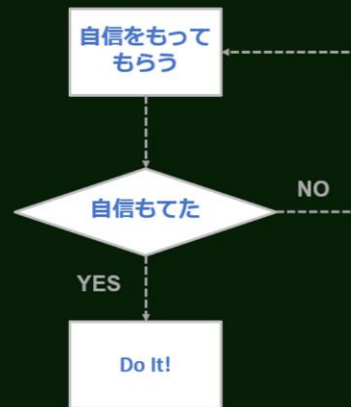 自信をもって
もらう
自信もてた
NO
YES
Do It!